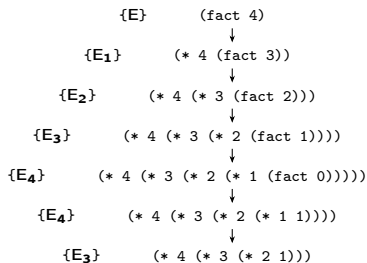 {E} (fact 4)
{E₁} (* 4 (fact 3))
{E₂} (* 4 (* 3 (fact 2)))
{E₃} (* 4 (* 3 (* 2 (fact 1))))
{E₄} (* 4 (* 3 (* 2 (* 1 (fact 0)))))
{E₄} (* 4 (* 3 (* 2 (* 1 1))))
{E₃} (* 4 (* 3 (* 2 1)))